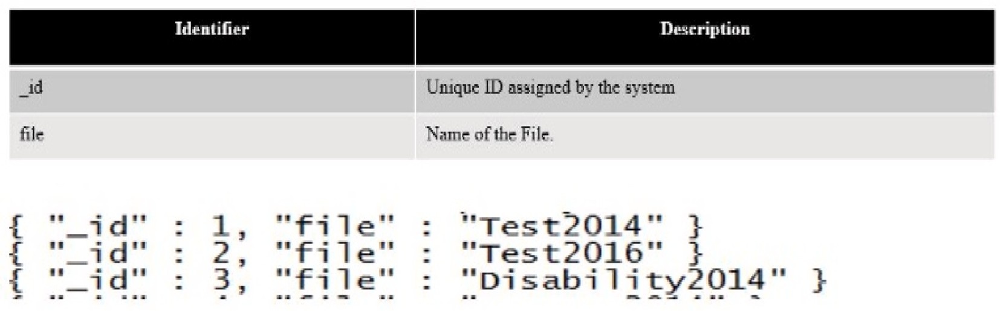 Identifier Description
_id Unique ID assigned by the system
file Name of the File.
{ "_id" : 1, "file" : "Test2014" }
{ "_id" : 2, "file" : "Test2016" }
{ "_id" : 3, "file" : "Disability2014" }